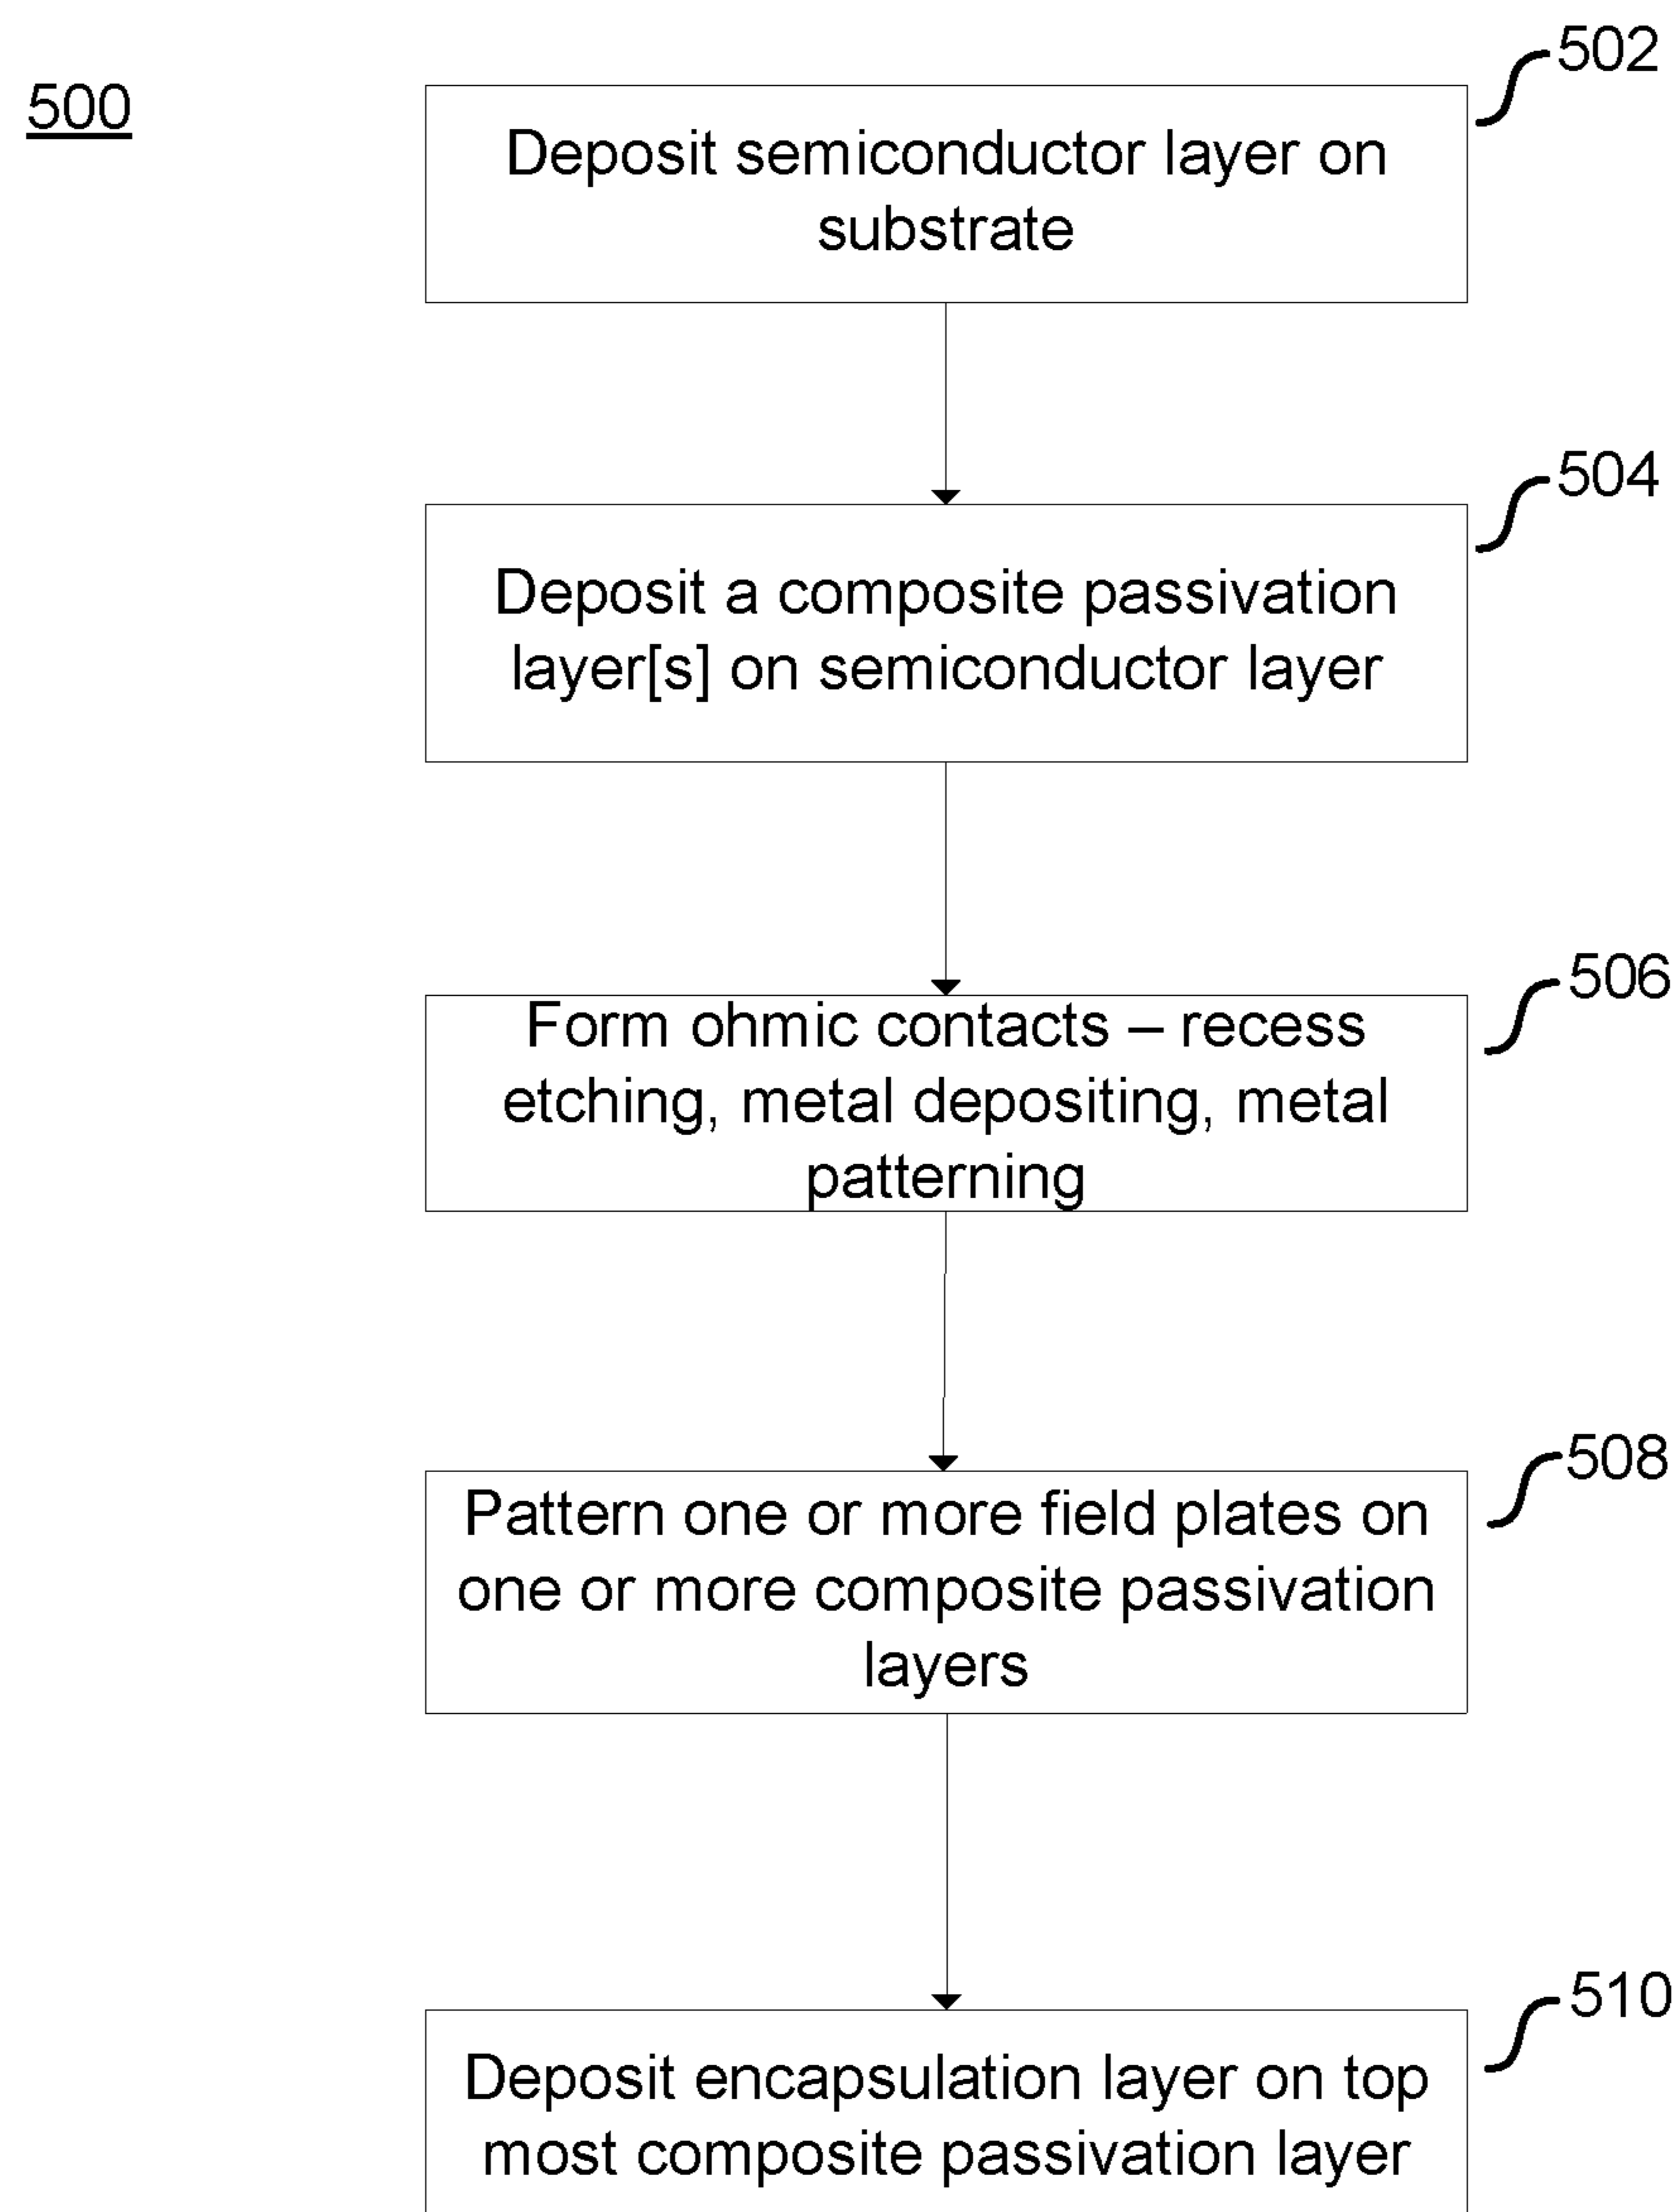 500
502
Deposit semiconductor layer on
substrate
504
Deposit a composite passivation
layer[s] on semiconductor layer
506
Form ohmic contacts – recess
etching, metal depositing, metal
patterning
508
Pattern one or more field plates on
one or more composite passivation
layers
510
Deposit encapsulation layer on top
most composite passivation layer